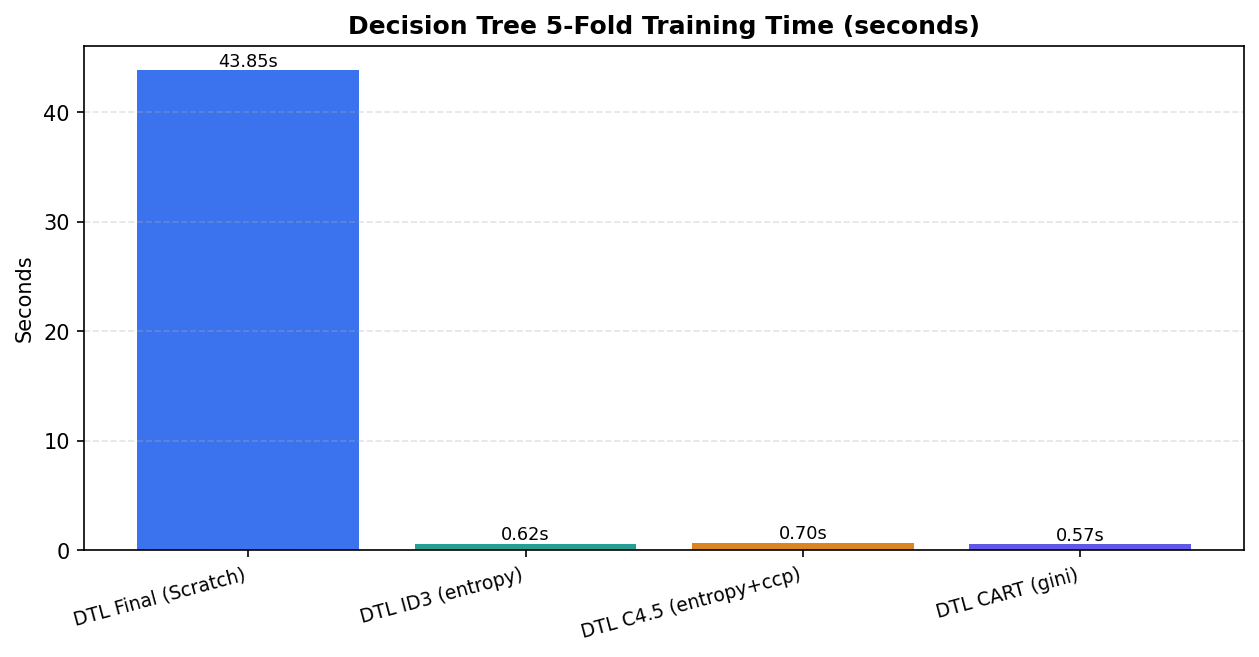 Decision Tree 5-Fold Training Time (seconds)
43.85s
40
30
Seconds
20
10
0.62s
0.70s
0.57s
0
DTL Final (Scratch)
DTL ID3 (entropy)
DTL C4.5 (entropy+ccp)
DTL CART (gini)